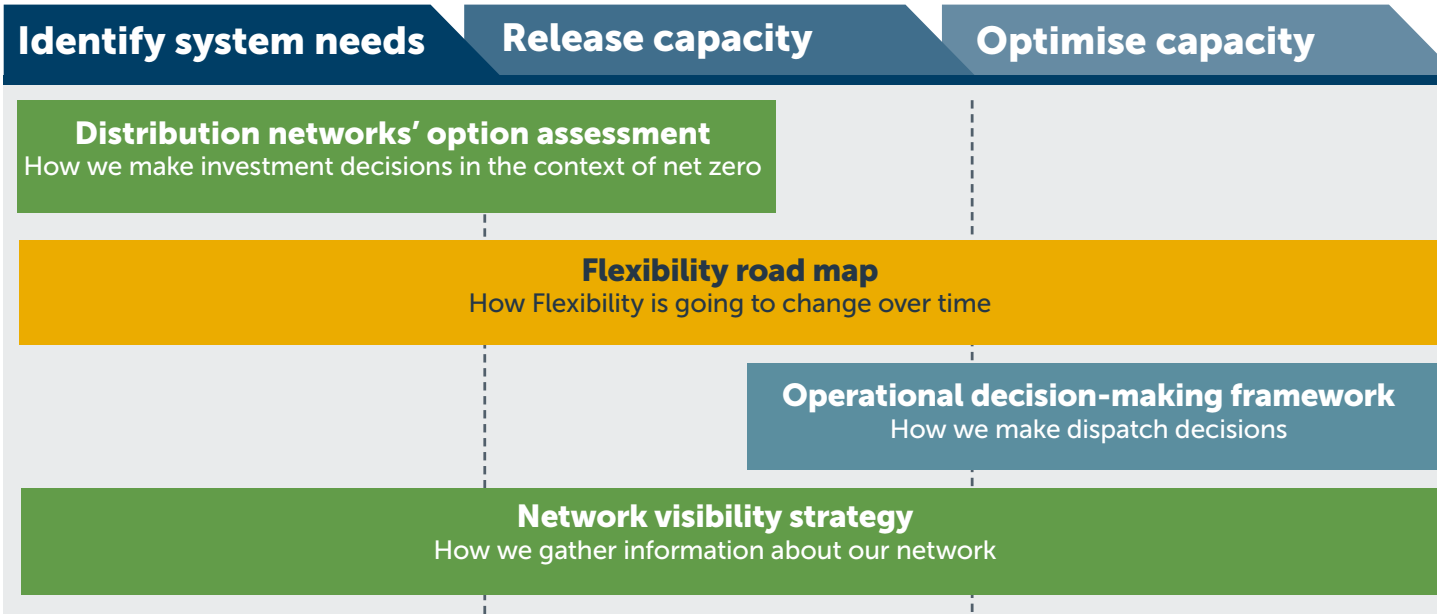 Identify system needs
Release capacity
Optimise capacity
Distribution networks’ option assessment
How we make investment decisions in the context of net zero
Flexibility road map
How Flexibility is going to change over time
Operational decision-making framework
How we make dispatch decisions
Network visibility strategy
How we gather information about our network